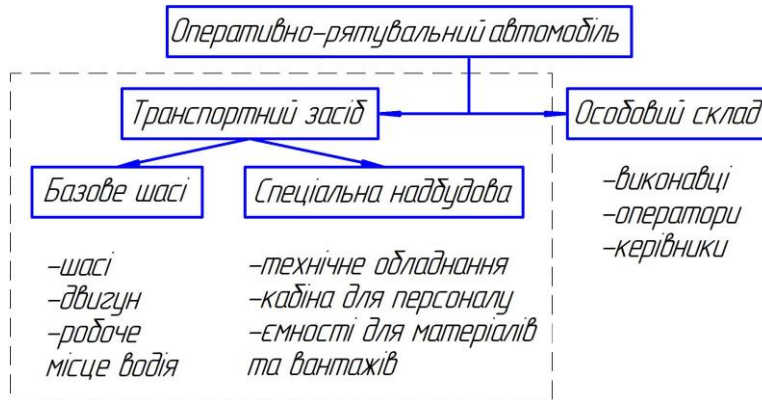 Оперативно-рятувальний автомобіль
Транспортний засіб
Особовий склад
Базове шасі
Спеціальна надбудова
-виконавці
-оператори
-керівники
-шасі
-двигун
-робоче
місце водія
-технічне обладнання
-кабіна для персоналу
-ємності для матеріалів
та вантажів